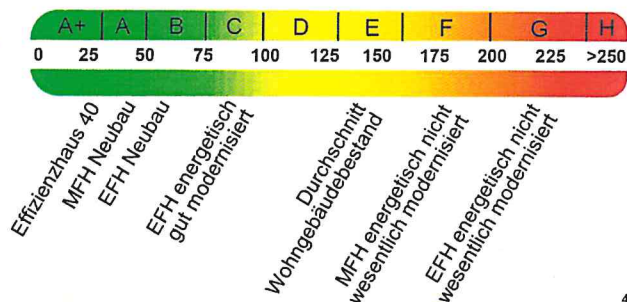 A+ A B C D E F G H
0 25 50 75 100 125 150 175 200 225 >250
Effizienzhaus 40
MFH Neubau
EFH Neubau
EFH energetisch
gut modernisiert
Durchschnitt
Wohngebäudebestand
MFH energetisch nicht
wesentlich modernisiert
EFH energetisch nicht
wesentlich modernisiert